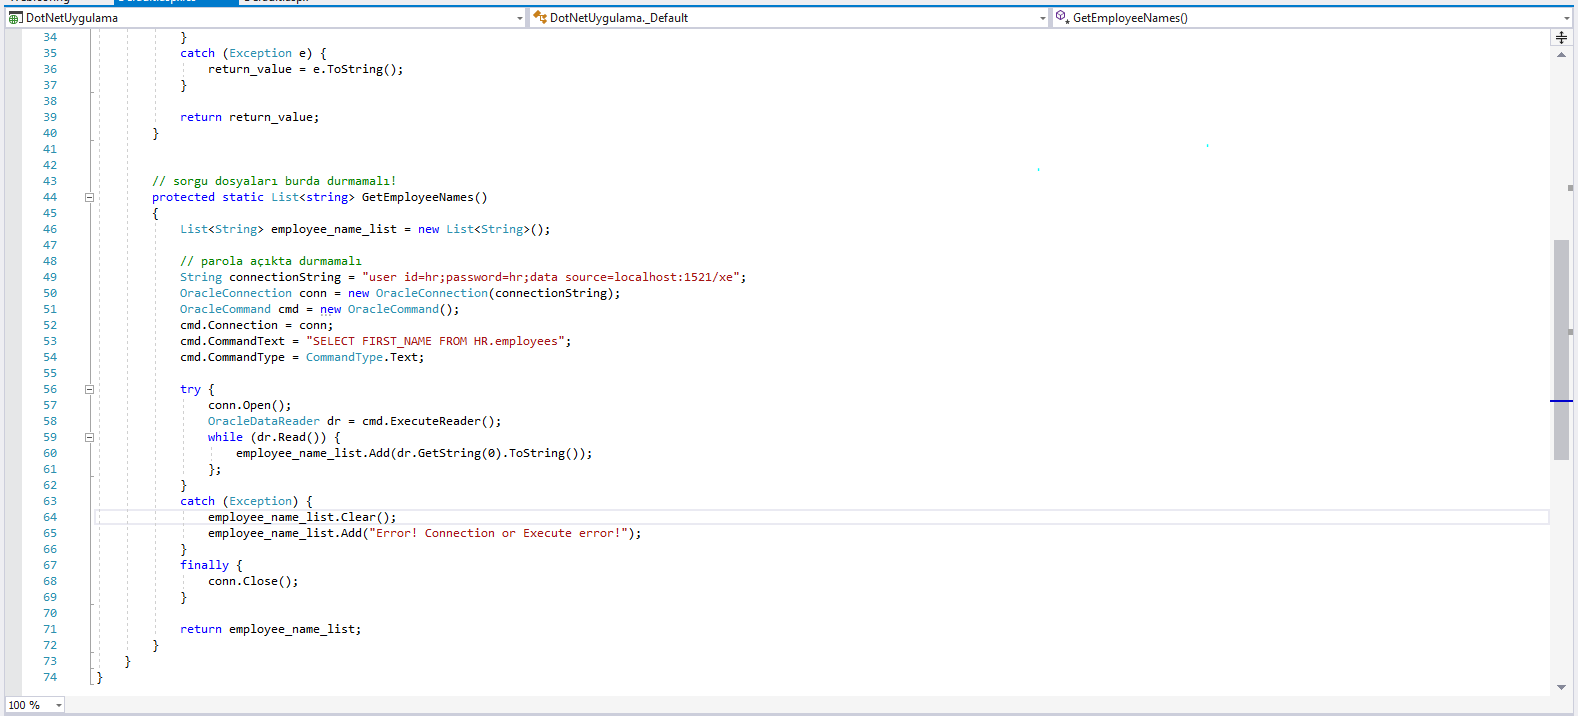 DotNetUygulama DotNetUygulama._Default GetEmployeeNames()
34 }
35 catch (Exception e) {
36 return_value = e.ToString();
37 }
38
39 return return_value;
40 }
41
42
43 // sorgu dosyaları burda durmamalı!
44 protected static List<string> GetEmployeeNames()
45 {
46 List<String> employee_name_list = new List<String>();
47
48 // parola açıkta durmamalı
49 String connectionString = "user id=hr;password=hr;data source=localhost:1521/xe";
50 OracleConnection conn = new OracleConnection(connectionString);
51 OracleCommand cmd = new OracleCommand();
52 cmd.Connection = conn;
53 cmd.CommandText = "SELECT FIRST_NAME FROM HR.employees";
54 cmd.CommandType = CommandType.Text;
55
56 try {
57 conn.Open();
58 OracleDataReader dr = cmd.ExecuteReader();
59 while (dr.Read()) {
60 employee_name_list.Add(dr.GetString(0).ToString());
61 };
62 }
63 catch (Exception) {
64 employee_name_list.Clear();
65 employee_name_list.Add("Error! Connection or Execute error!");
66 }
67 finally {
68 conn.Close();
69 }
70
71 return employee_name_list;
72 }
73 }
74 }
100 %